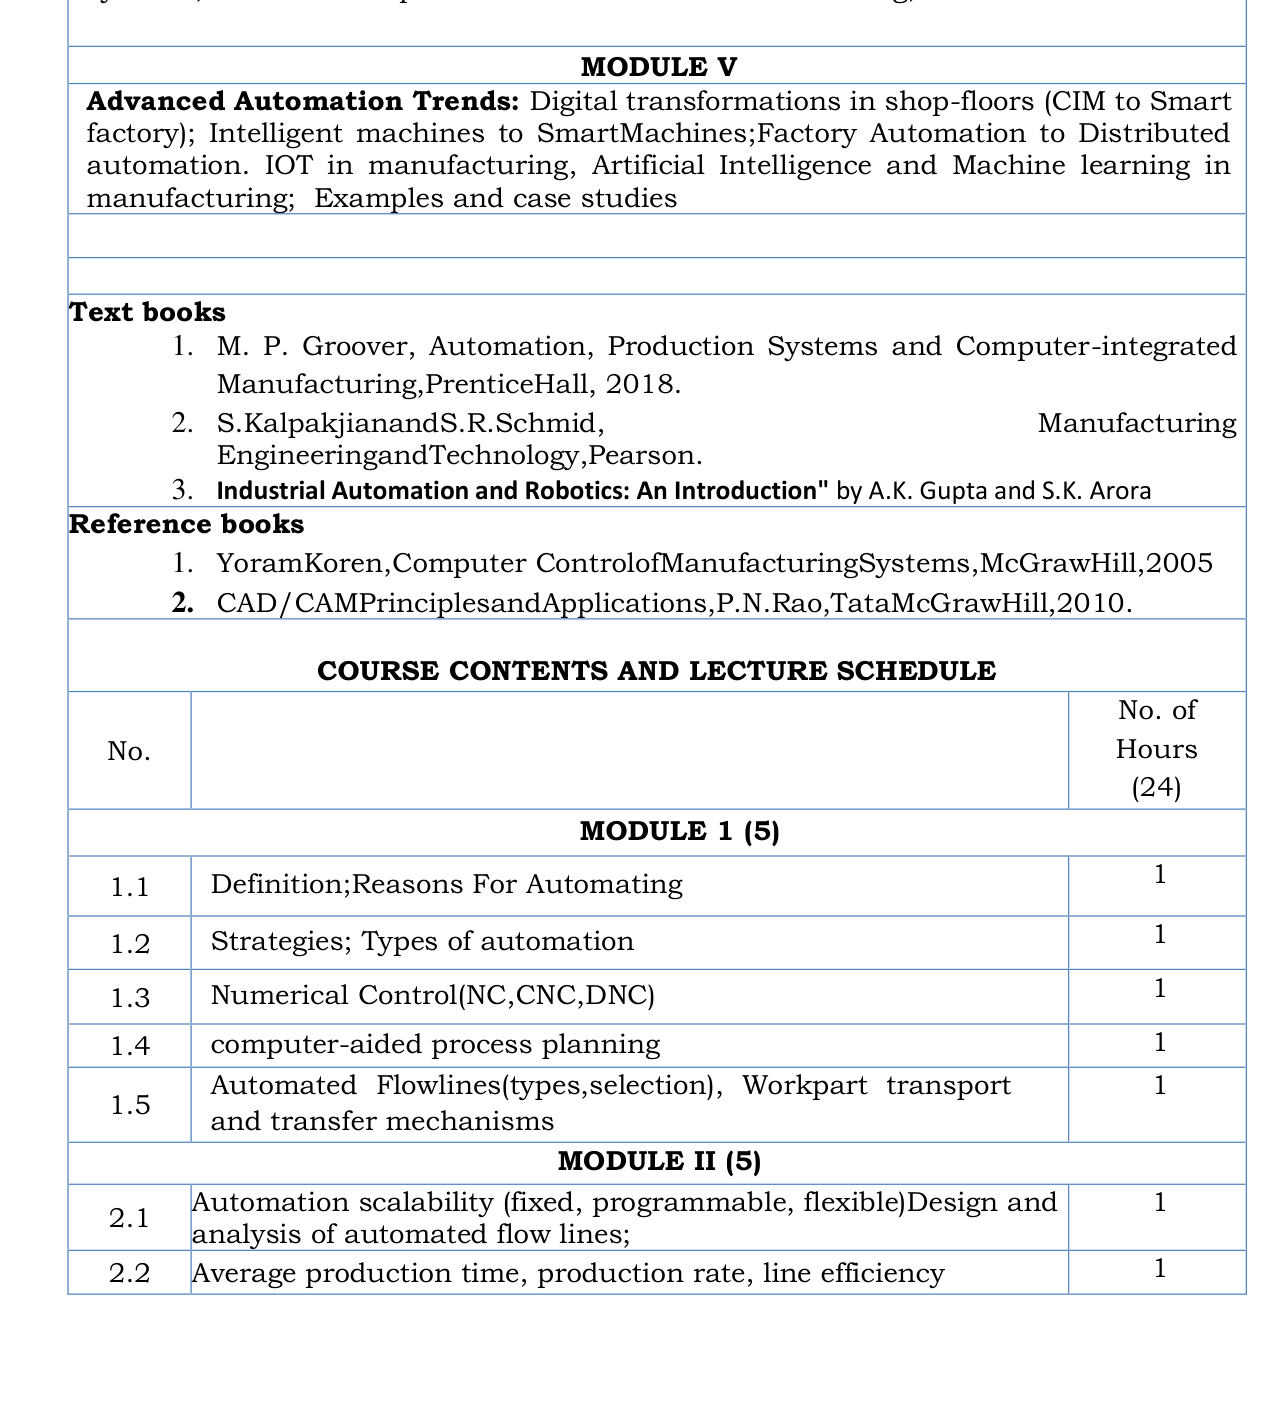 MODULE V
Advanced Automation Trends: Digital transformations in shop-floors (CIM to Smart
factory); Intelligent machines to SmartMachines;Factory Automation to Distributed
automation. IOT in manufacturing, Artificial Intelligence and Machine learning in
manufacturing; Examples and case studies
Text books
1. M. P. Groover, Automation, Production Systems and Computer-integrated
Manufacturing,PrenticeHall, 2018.
2. S.KalpakjianandS.R.Schmid, Manufacturing
EngineeringandTechnology,Pearson.
3. Industrial Automation and Robotics: An Introduction" by A.K. Gupta and S.K. Arora
Reference books
1. YoramKoren,Computer ControlofManufacturingSystems,McGrawHill,2005
2. CAD/CAMPrinciplesandApplications,P.N.Rao,TataMcGrawHill,2010.
COURSE CONTENTS AND LECTURE SCHEDULE
No. of
No. Hours
(24)
MODULE 1 (5)
1.1 Definition;Reasons For Automating 1
1.2 Strategies; Types of automation 1
1.3 Numerical Control(NC,CNC,DNC) 1
1.4 computer-aided process planning 1
1.5 Automated Flowlines(types,selection), Workpart transport 1
and transfer mechanisms
MODULE II (5)
2.1 Automation scalability (fixed, programmable, flexible)Design and 1
analysis of automated flow lines;
2.2 Average production time, production rate, line efficiency 1